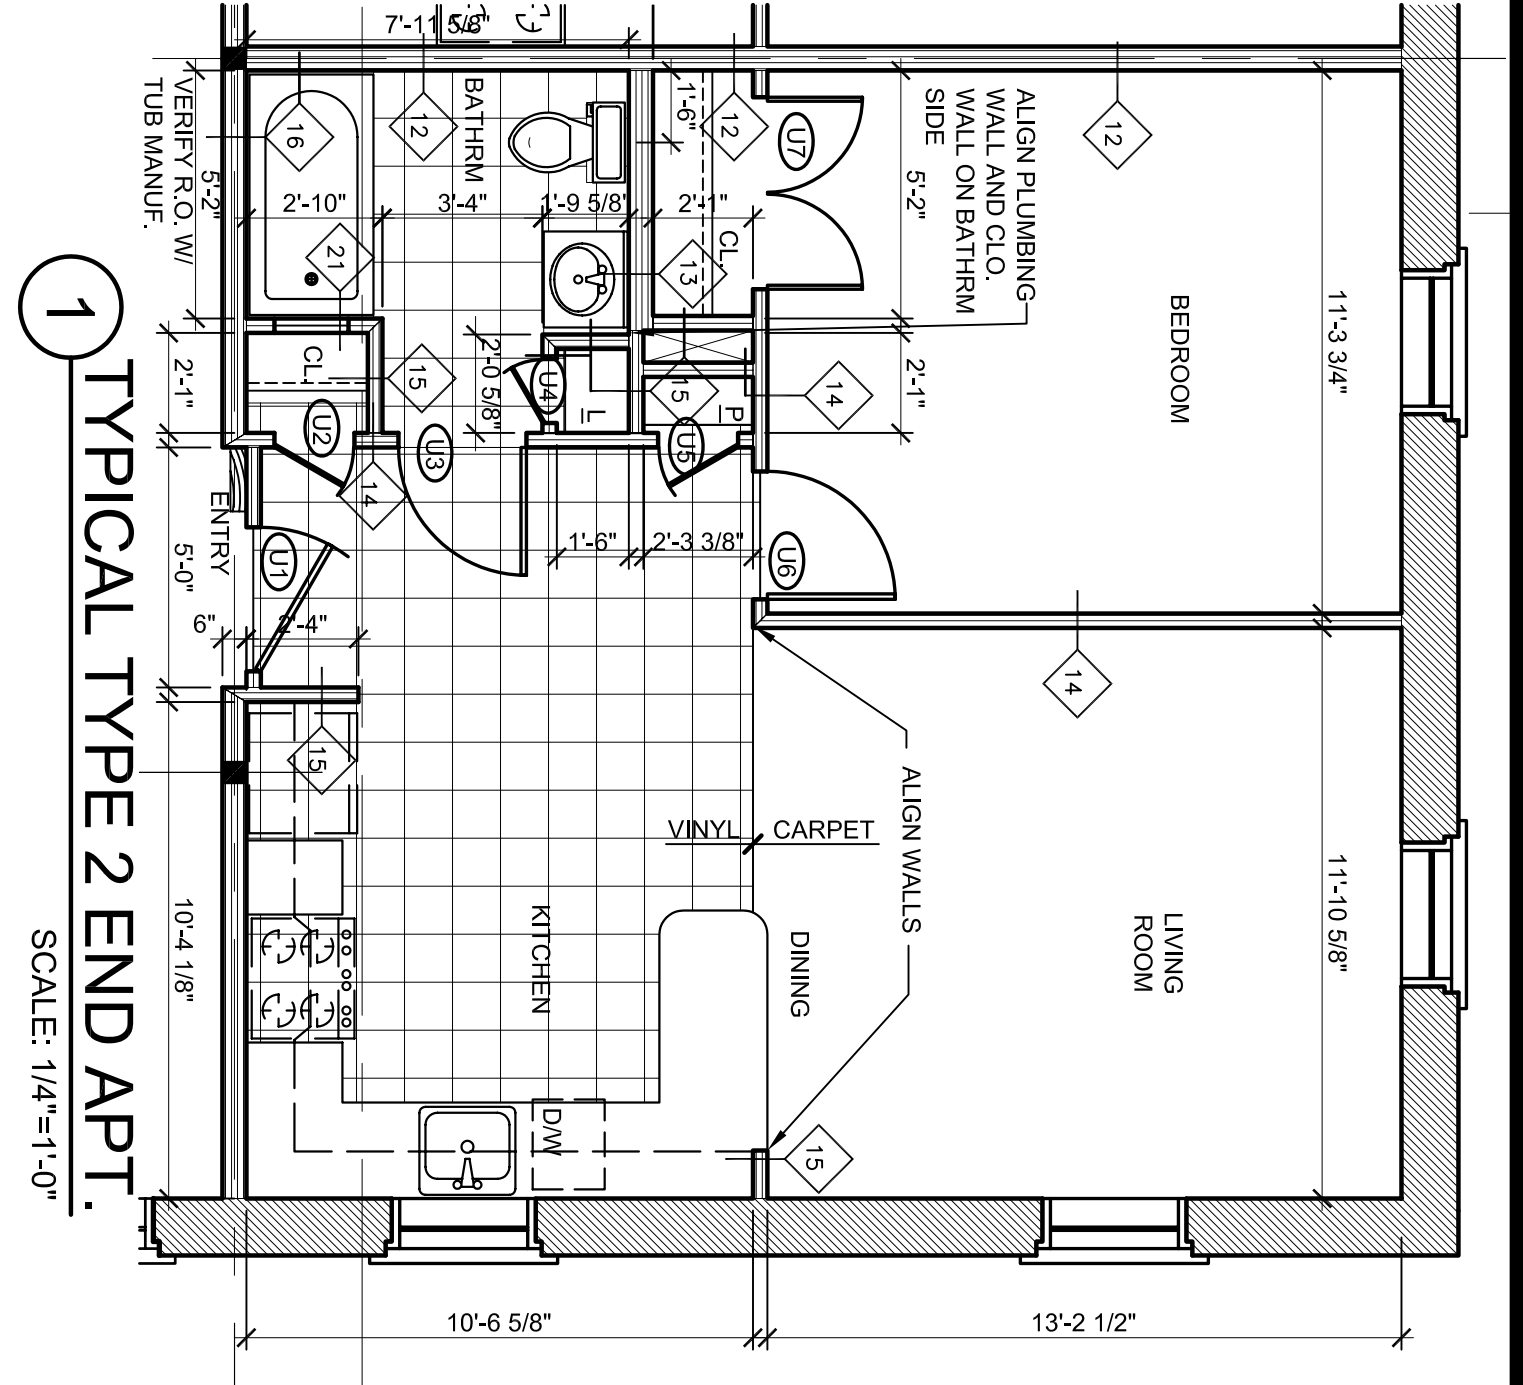 7'-11 5/8"
VERIFY R.O. W/
TUB MANUF.
5'-2"
16
12
BATHRM
1'-6"
12
U7
ALIGN PLUMBING
WALL AND CLO.
WALL ON BATHRM
SIDE
12
2'-10"
3'-4"
1'-9 5/8"
2'-1"
5'-2"
21
13
CL.
BEDROOM
11'-3 3/4"
2'-1"
CL.
15
2'-0 5/8"
U4
L
15
P
14
2'-1"
U2
U3
U5
14
ENTRY
5'-0"
U1
1'-6"
2'-3 3/8"
U6
6"
2'-4"
14
15
VINYL
CARPET
ALIGN WALLS
11'-10 5/8"
10'-4 1/8"
KITCHEN
DINING
LIVING
ROOM
D/W
15
10'-6 5/8"
13'-2 1/2"
1
TYPICAL TYPE 2 END APT.
SCALE: 1/4"=1'-0"